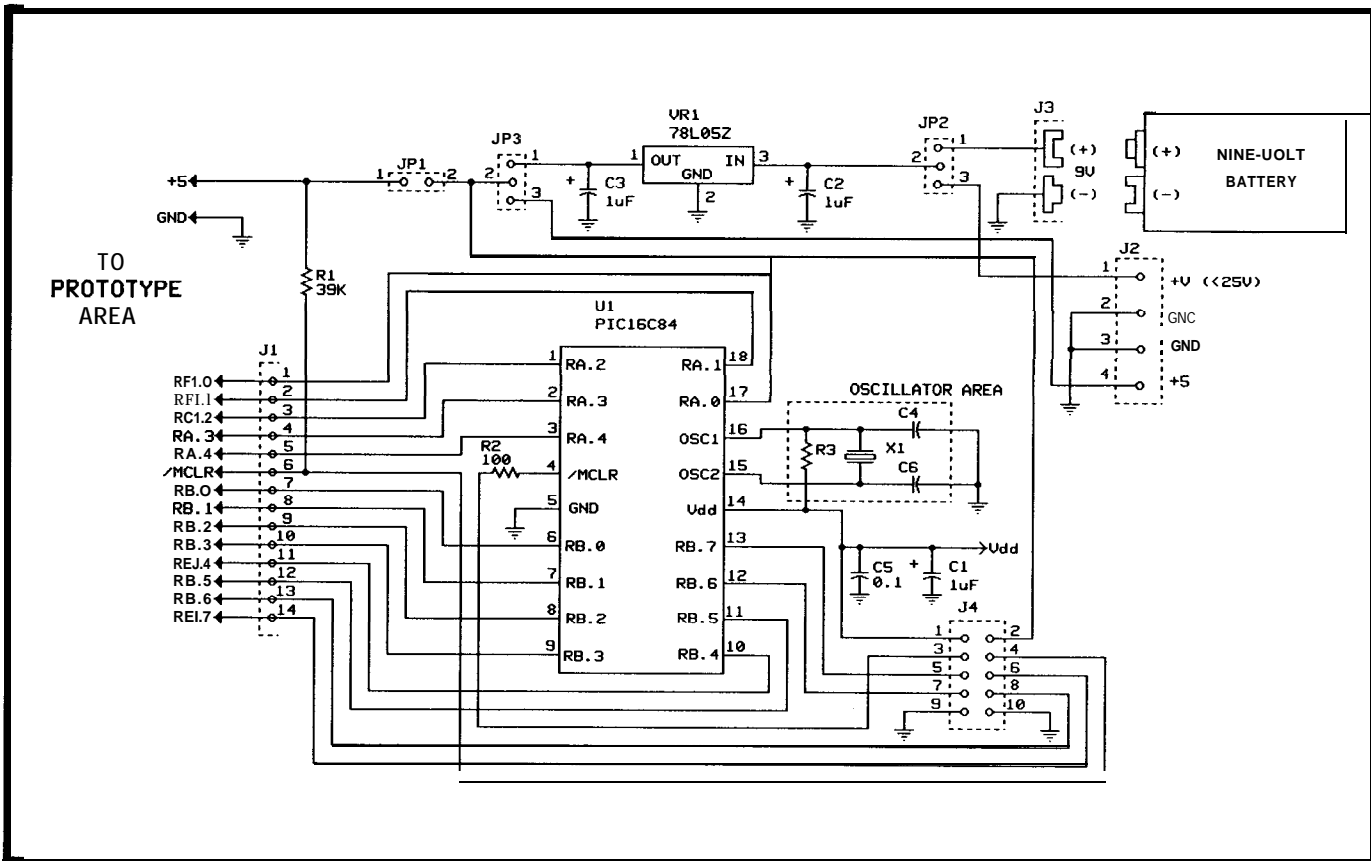 VR1
78L05Z
1 OUT IN 3
GND
2
JP3
1
2
3
JP1
1 2
+5
GND
+ C3
1uF
+ C2
1uF
JP2
1
2
3
J3
(+)
9V
(-)
(+)
(-)
NINE-UOLT
BATTERY
TO
PROTOTYPE
AREA
R1
39K
J2
1 +V (<25V)
2 GNC
3 GND
4 +5
U1
PIC16C84
1 RA.2
2 RA.3
3 RA.4
4 /MCLR
5 GND
6 RB.0
7 RB.1
8 RB.2
9 RB.3
RA.1 18
RA.0 17
OSC1 16
OSC2 15
Vdd 14
RB.7 13
RB.6 12
RB.5 11
RB.4 10
R2
100
OSCILLATOR AREA
C4
R3
X1
C6
Vdd
C5
0.1
+ C1
1uF
J1
RF1.0 1
RFI.1 2
RC1.2 3
RA.3 4
RA.4 5
/MCLR 6
RB.O 7
RB.1 8
RB.2 9
RB.3 10
REJ.4 11
RB.5 12
RB.6 13
REI.7 14
J4
1 2
3 4
5 6
7 8
9 10